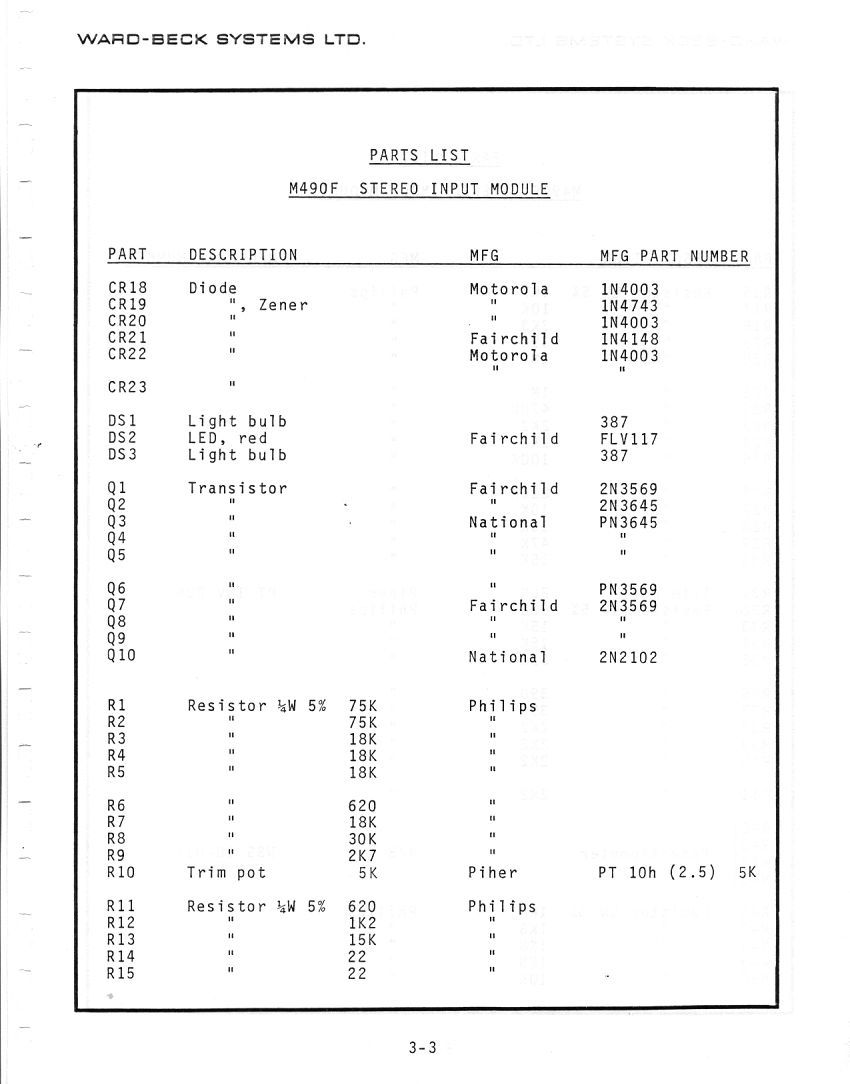 WARD-BECK SYSTEMS LTD.
PARTS LIST
M490F STEREO INPUT MODULE
PART DESCRIPTION MFG MFG PART NUMBER
CR18 Diode Motorola 1N4003
CR19 ", Zener " 1N4743
CR20 " " 1N4003
CR21 " Fairchild 1N4148
CR22 " Motorola 1N4003
" "
CR23 "
DS1 Light bulb 387
DS2 LED, red Fairchild FLV117
DS3 Light bulb 387
Q1 Transistor Fairchild 2N3569
Q2 " " 2N3645
Q3 " National PN3645
Q4 " " "
Q5 " " "
Q6 " " PN3569
Q7 " Fairchild 2N3569
Q8 " " "
Q9 " " "
Q10 " National 2N2102
R1 Resistor ¼W 5% 75K Philips
R2 " 75K "
R3 " 18K "
R4 " 18K "
R5 " 18K "
R6 " 620 "
R7 " 18K "
R8 " 30K "
R9 " 2K7 "
R10 Trim pot 5K Piher PT 10h (2.5) 5K
R11 Resistor ¼W 5% 620 Philips
R12 " 1K2 "
R13 " 15K "
R14 " 22 "
R15 " 22 "
3-3